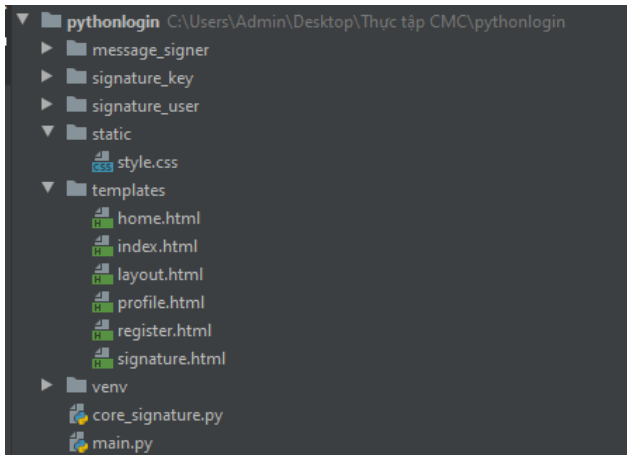 pythonlogin C:\Users\Admin\Desktop\Thực tập CMC\pythonlogin
message_signer
signature_key
signature_user
static
style.css
templates
home.html
index.html
layout.html
profile.html
register.html
signature.html
venv
core_signature.py
main.py